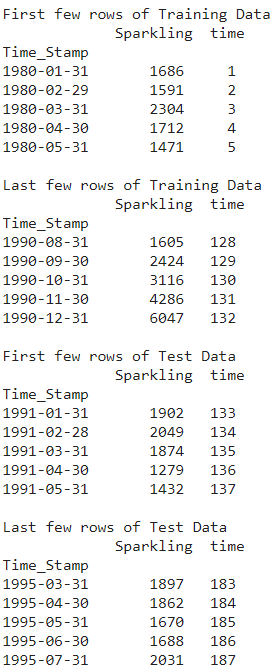 First few rows of Training Data
Sparkling time
Time_Stamp
1980-01-31 1686 1
1980-02-29 1591 2
1980-03-31 2304 3
1980-04-30 1712 4
1980-05-31 1471 5
Last few rows of Training Data
Sparkling time
Time_Stamp
1990-08-31 1605 128
1990-09-30 2424 129
1990-10-31 3116 130
1990-11-30 4286 131
1990-12-31 6047 132
First few rows of Test Data
Sparkling time
Time_Stamp
1991-01-31 1902 133
1991-02-28 2049 134
1991-03-31 1874 135
1991-04-30 1279 136
1991-05-31 1432 137
Last few rows of Test Data
Sparkling time
Time_Stamp
1995-03-31 1897 183
1995-04-30 1862 184
1995-05-31 1670 185
1995-06-30 1688 186
1995-07-31 2031 187